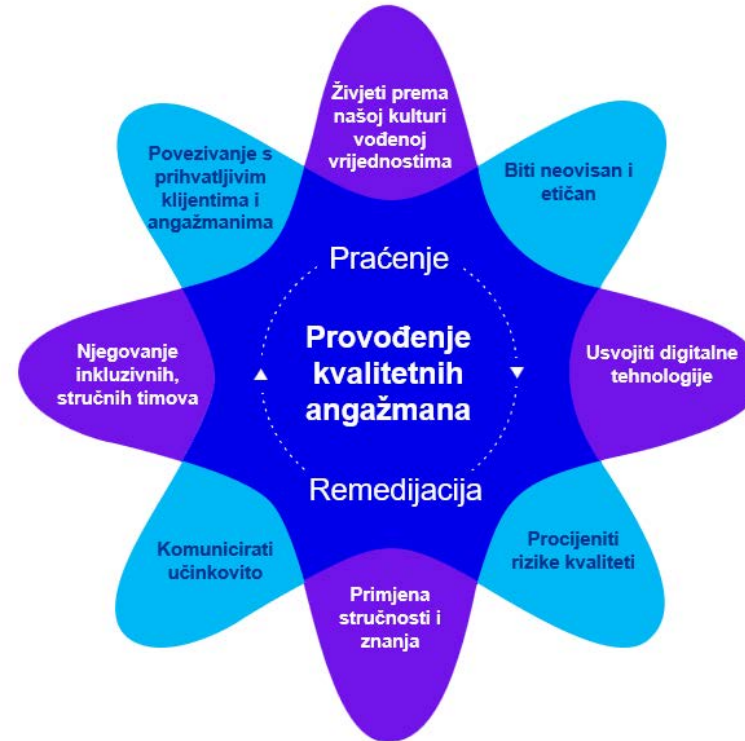 Živjeti prema
našoj kulturi
vođenoj
vrijednostima
Povezivanje s
prihvatljivim
klijentima i
angažmanima
Biti neovisan i
etičan
Praćenje
Njegovanje
inkluzivnih,
stručnih timova
Provođenje
kvalitetnih
angažmana
Usvojiti digitalne
tehnologije
Remedijacija
Komunicirati
učinkovito
Procijeniti
rizike kvaliteti
Primjena
stručnosti i
znanja